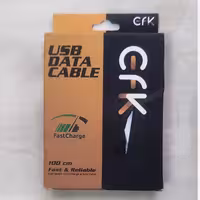 CFK
USB
DATA
CABLE
CFK
FastCharge
100 cm
Fast & Reliable